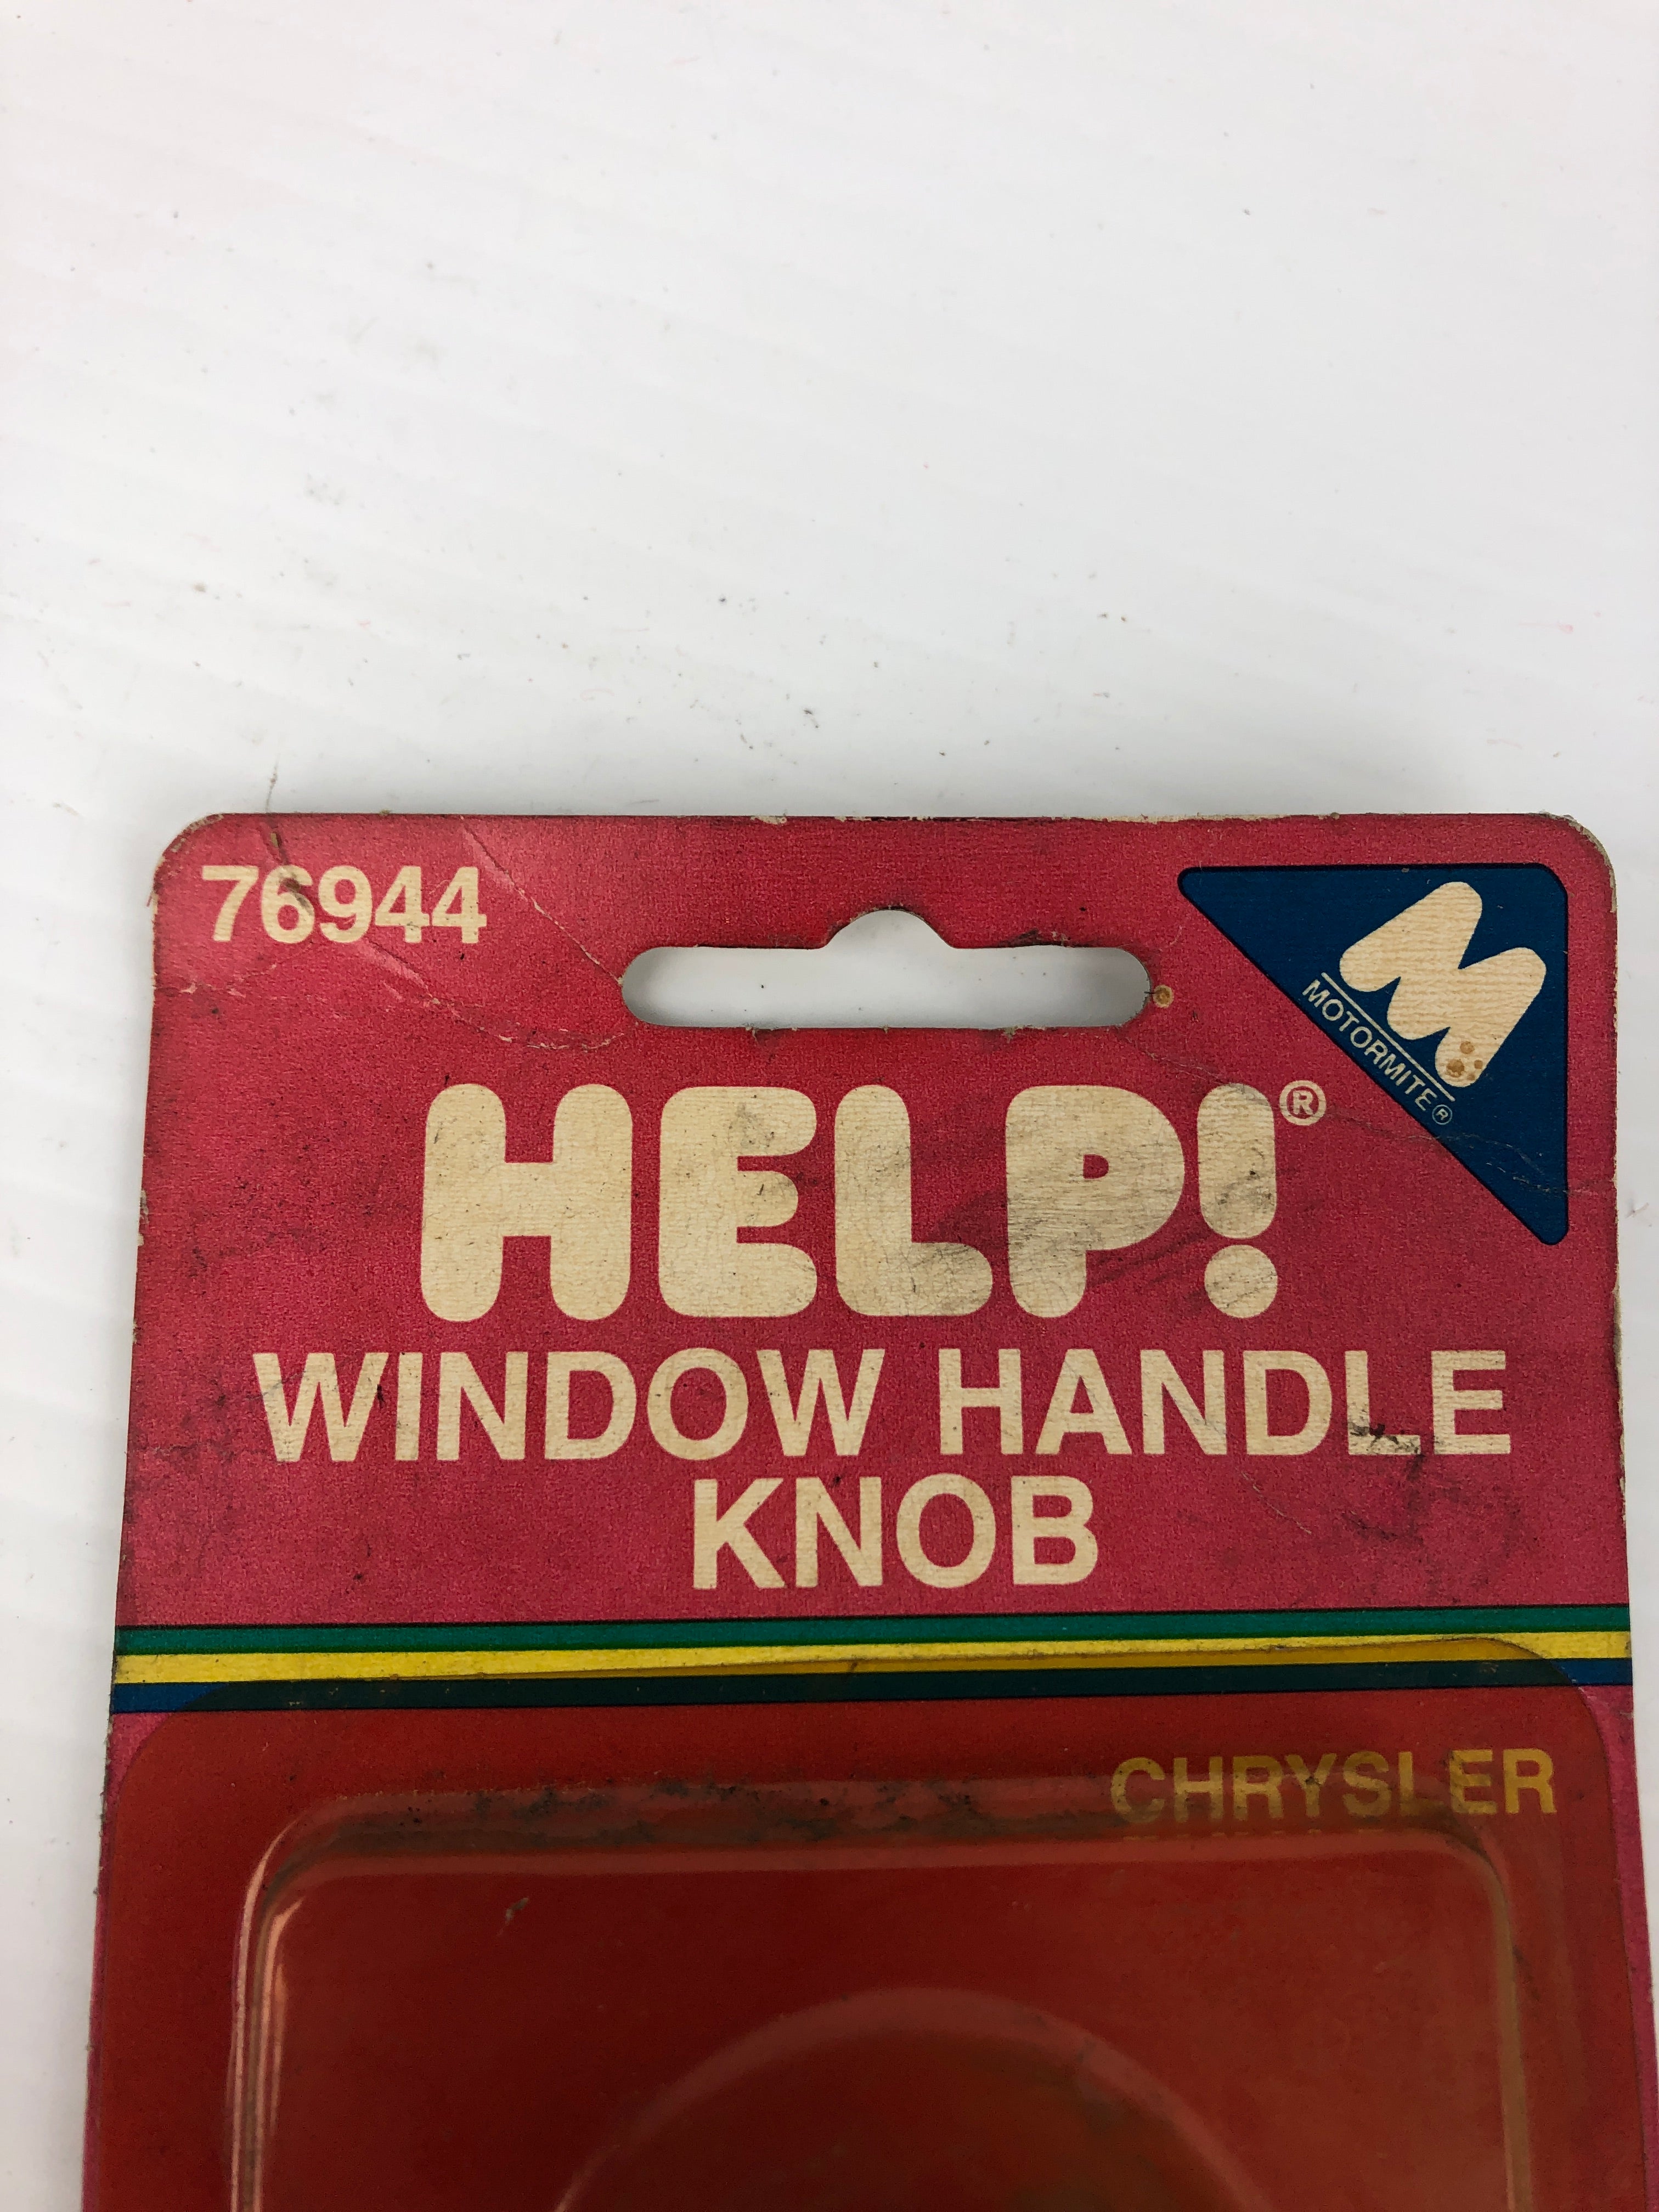 76944
M
MOTORMITE®
HELP!®
WINDOW HANDLE
KNOB
CHRYSLER